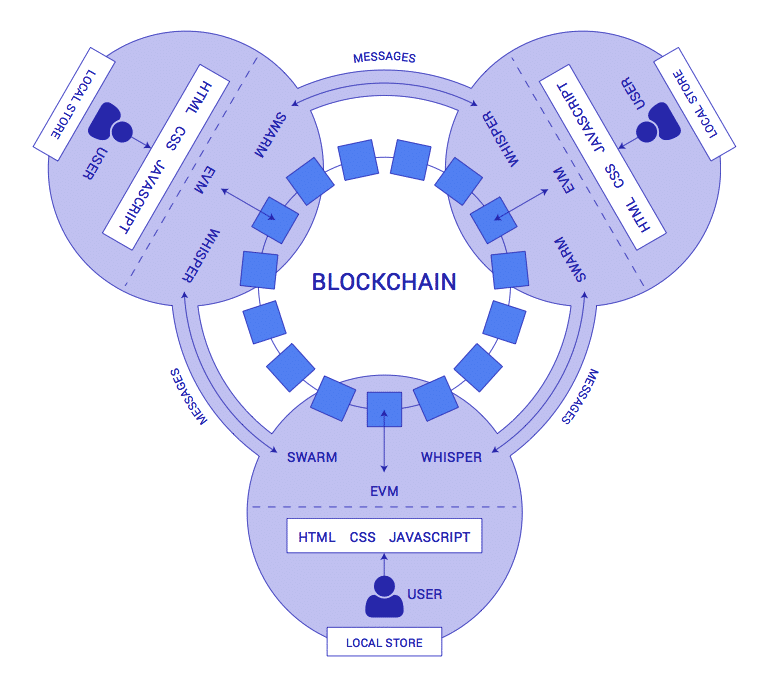 MESSAGES
LOCAL STORE
USER
HTML CSS JAVASCRIPT
SWARM
EVM
WHISPER
LOCAL STORE
USER
HTML CSS JAVASCRIPT
WHISPER
EVM
SWARM
BLOCKCHAIN
MESSAGES
MESSAGES
SWARM
WHISPER
EVM
HTML CSS JAVASCRIPT
USER
LOCAL STORE